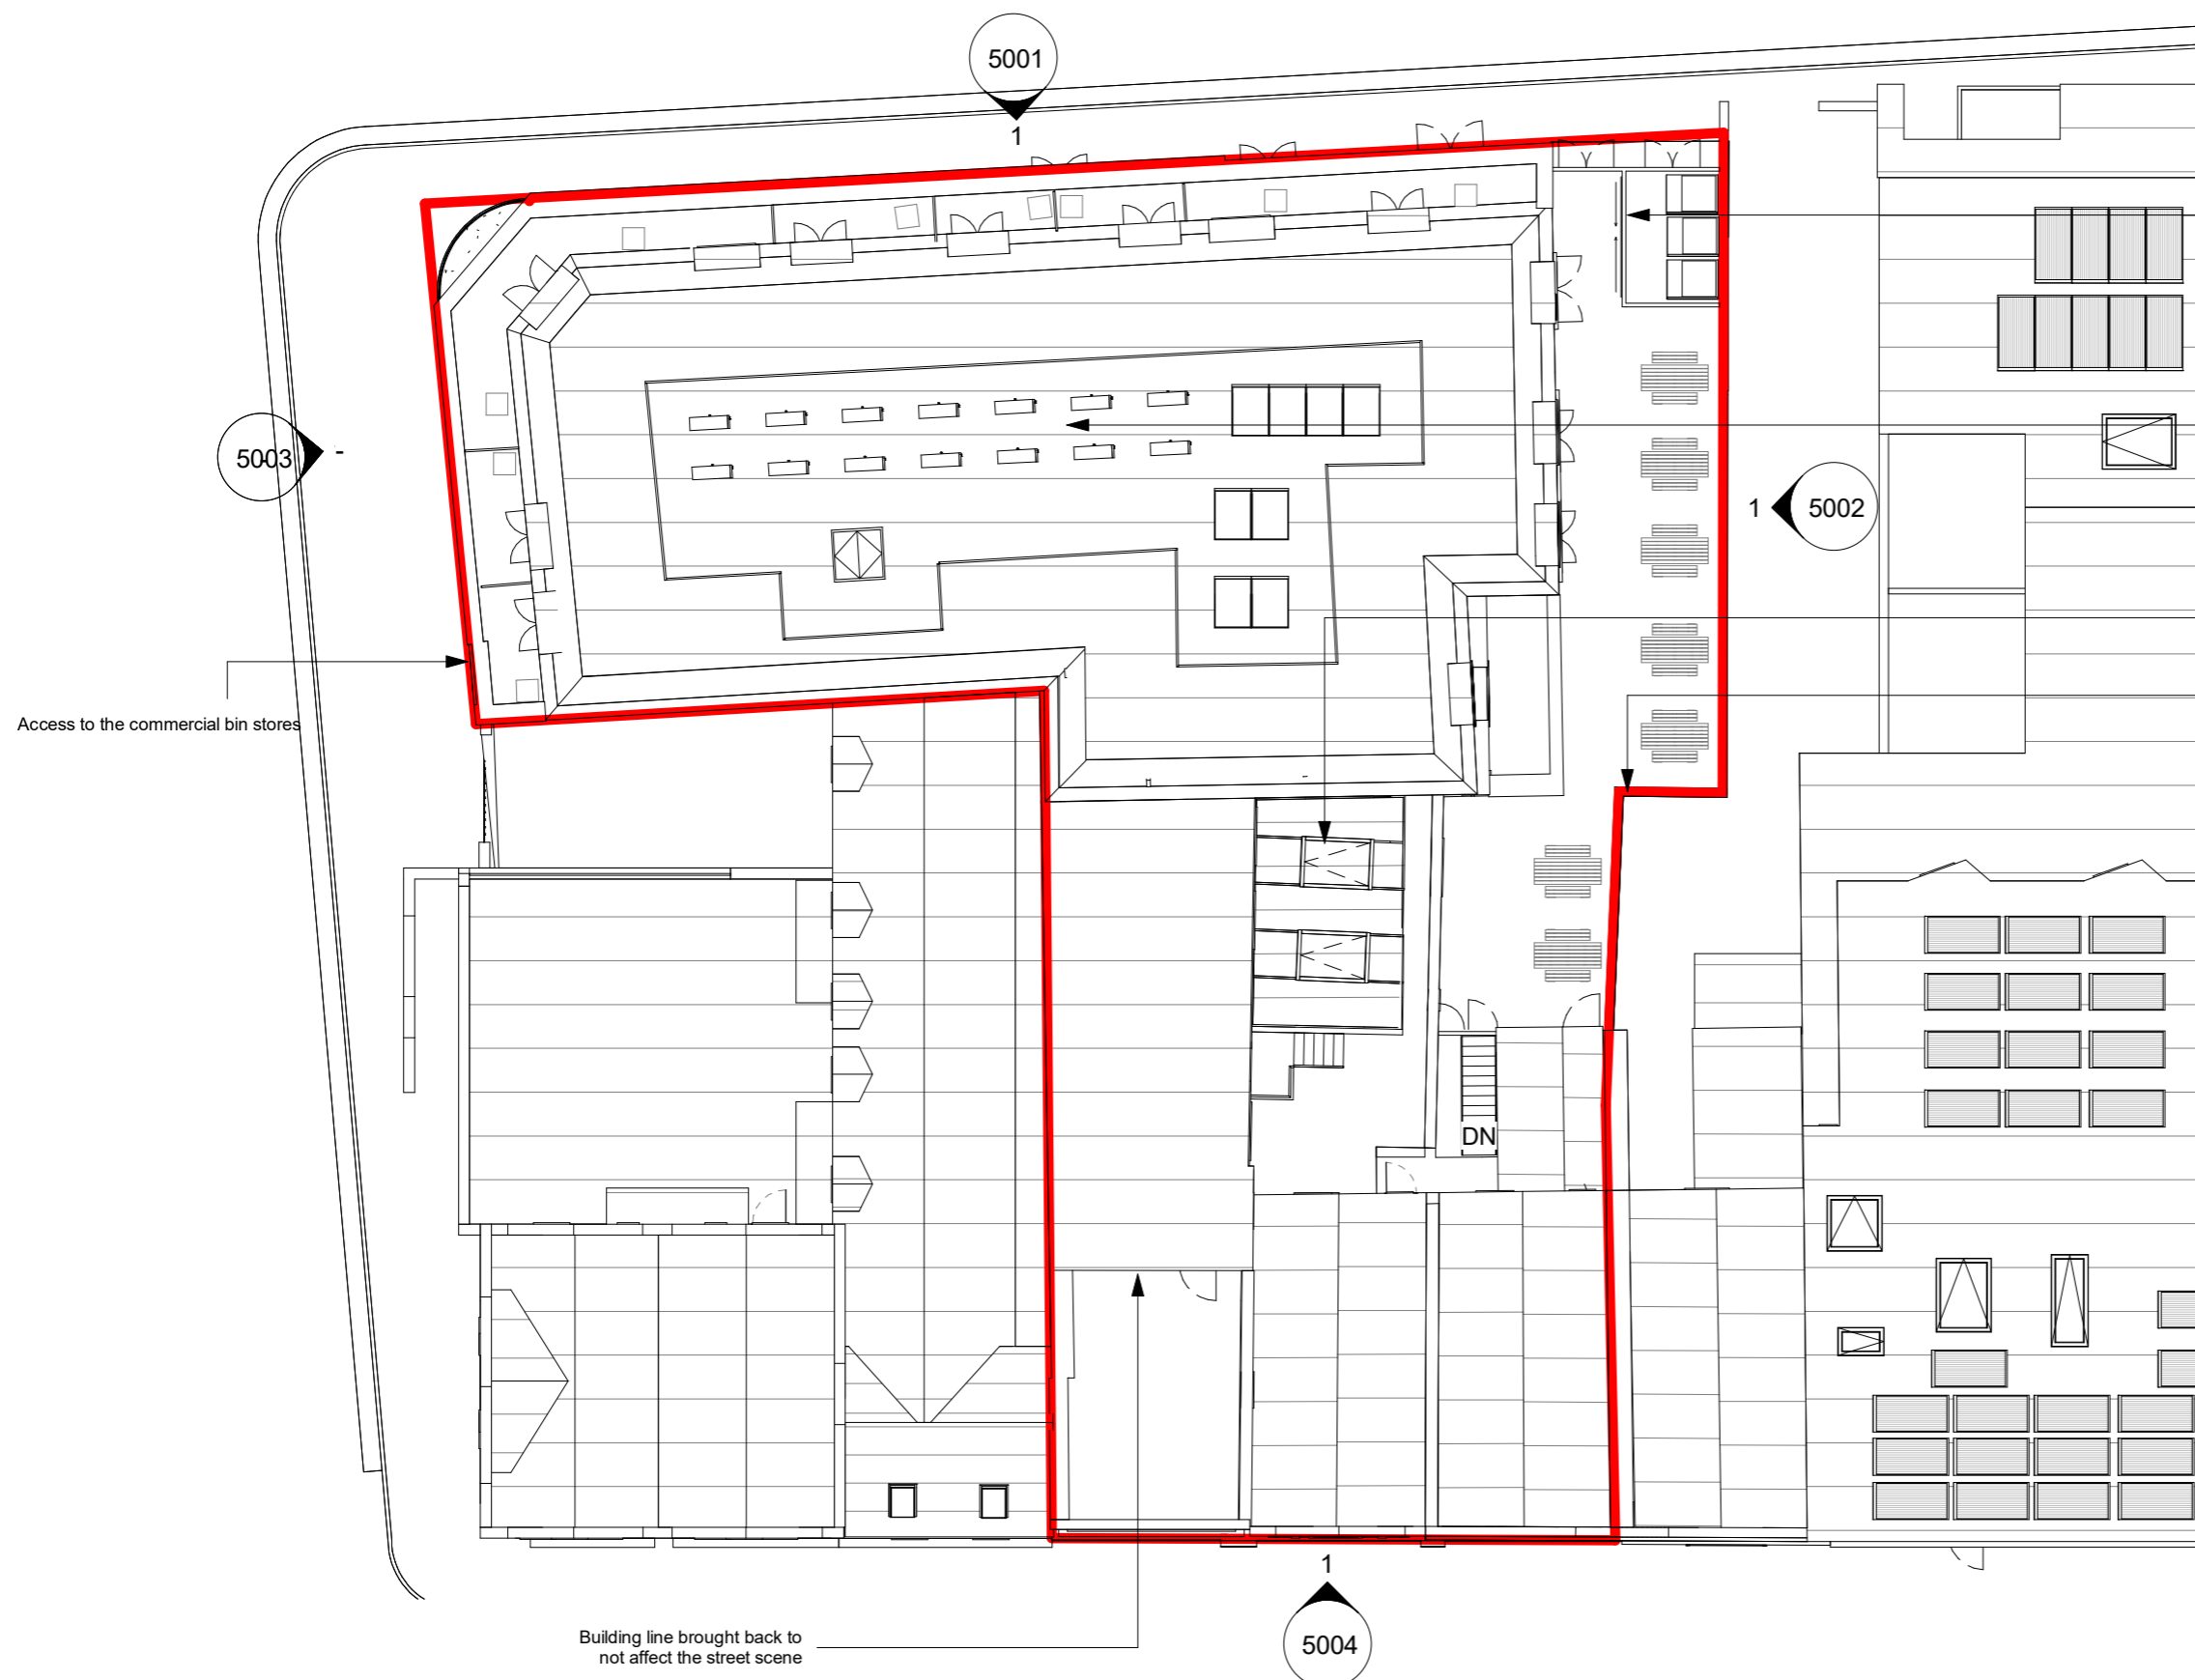 5001
1
5003
-
1
5002
Access to the commercial bin stores
DN
1
5004
Building line brought back to
not affect the street scene